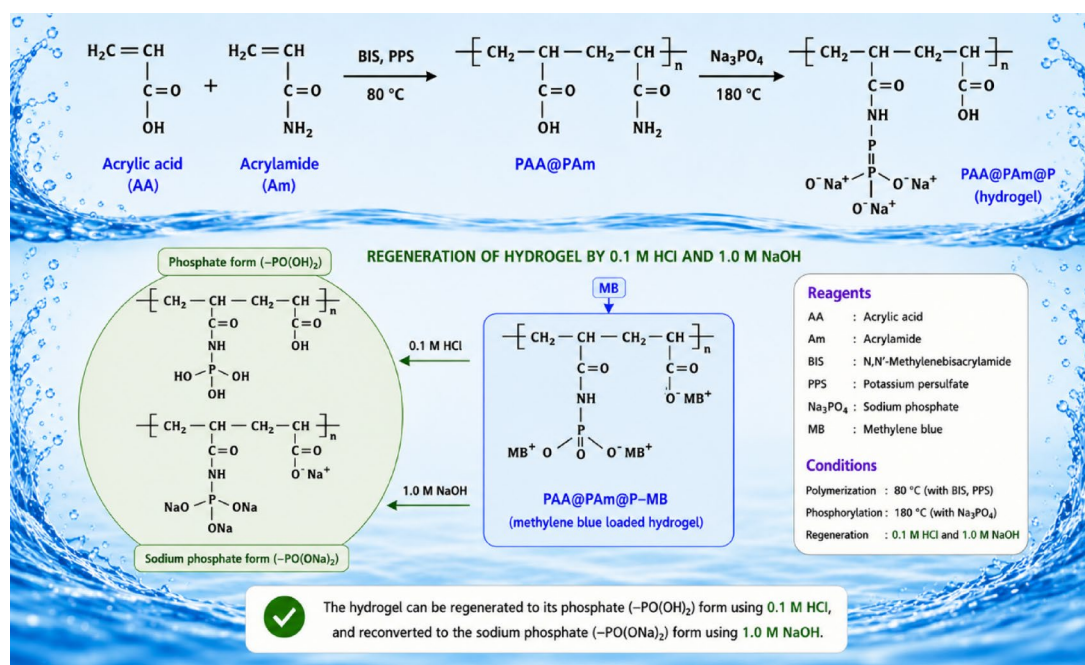 H₂C=CH
C=O
OH
Acrylic acid
(AA)
+
H₂C=CH
C=O
NH₂
Acrylamide
(Am)
BIS, PPS
80 °C
[CH₂—CH—CH₂—CH]n
C=O C=O
OH NH₂
PAA@PAm
Na₃PO₄
180 °C
[CH₂—CH—CH₂—CH]n
C=O C=O
NH OH
P
P
O⁻Na⁺ O⁻Na⁺
O⁻Na⁺
PAA@PAm@P
(hydrogel)
REGENERATION OF HYDROGEL BY 0.1 M HCl AND 1.0 M NaOH
Phosphate form (–PO(OH)₂)
[CH₂—CH—CH₂—CH]n
C=O C=O
NH OH
HO P OH
OH
[CH₂—CH—CH₂—CH]n
C=O C=O
NH O⁻Na⁺
NaO P ONa
ONa
Sodium phosphate form (–PO(ONa)₂)
0.1 M HCl
1.0 M NaOH
MB
[CH₂—CH—CH₂—CH]n
C=O C=O
NH O⁻MB⁺
P
MB⁺ O O O⁻MB⁺
PAA@PAm@P–MB
(methylene blue loaded hydrogel)
Reagents
AA : Acrylic acid
Am : Acrylamide
BIS : N,N′-Methylenebisacrylamide
PPS : Potassium persulfate
Na₃PO₄ : Sodium phosphate
MB : Methylene blue
Conditions
Polymerization : 80 °C (with BIS, PPS)
Phosphorylation : 180 °C (with Na₃PO₄)
Regeneration : 0.1 M HCl and 1.0 M NaOH
The hydrogel can be regenerated to its phosphate (–PO(OH)₂) form using 0.1 M HCl,
and reconverted to the sodium phosphate (–PO(ONa)₂) form using 1.0 M NaOH.